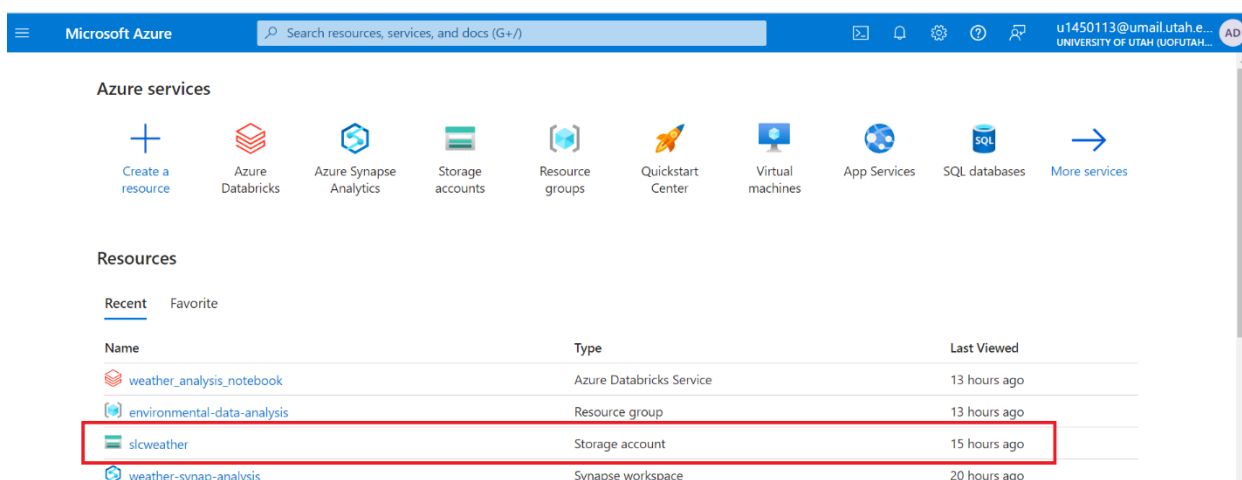 Microsoft Azure
Search resources, services, and docs (G+/)
u1450113@umail.utah.e...
UNIVERSITY OF UTAH (UOFUTAH...
AD
Azure services
Create a resource
Azure Databricks
Azure Synapse Analytics
Storage accounts
Resource groups
Quickstart Center
Virtual machines
App Services
SQL
SQL databases
More services
Resources
Recent Favorite
Name Type Last Viewed
weather_analysis_notebook Azure Databricks Service 13 hours ago
environmental-data-analysis Resource group 13 hours ago
slcweather Storage account 15 hours ago
weather-synap-analysis Synapse workspace 20 hours ago